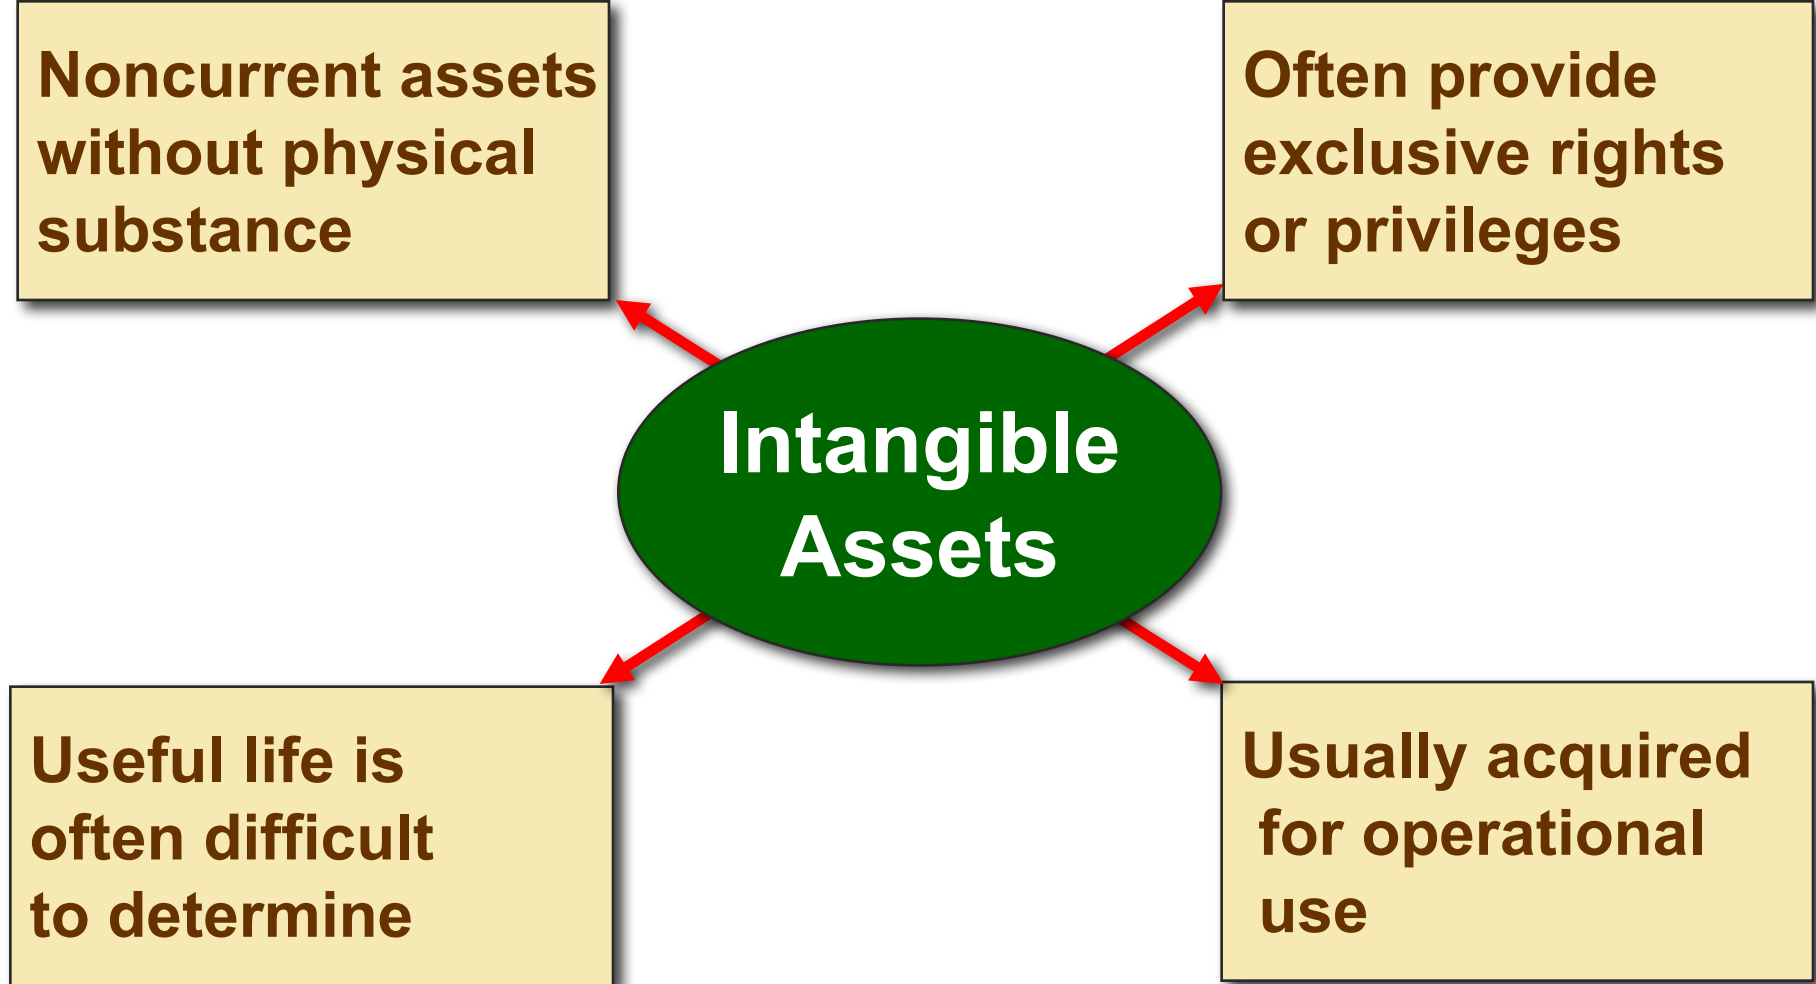 Noncurrent assets
without physical
substance
Often provide
exclusive rights
or privileges
Intangible
Assets
Useful life is
often difficult
to determine
Usually acquired
for operational
use